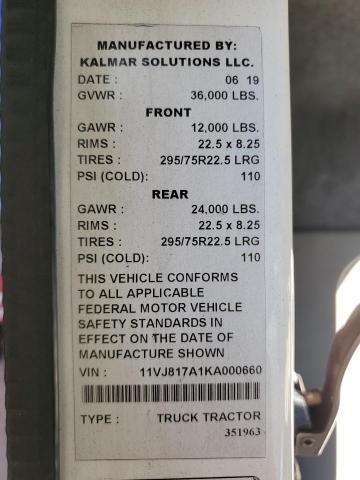 MANUFACTURED BY:
KALMAR SOLUTIONS LLC.
DATE : 06 19
GVWR : 36,000 LBS.
FRONT
GAWR : 12,000 LBS.
RIMS : 22.5 x 8.25
TIRES : 295/75R22.5 LRG
PSI (COLD): 110
REAR
GAWR : 24,000 LBS.
RIMS : 22.5 x 8.25
TIRES : 295/75R22.5 LRG
PSI (COLD) : 110
THIS VEHICLE CONFORMS
TO ALL APPLICABLE
FEDERAL MOTOR VEHICLE
SAFETY STANDARDS IN
EFFECT ON THE DATE OF
MANUFACTURE SHOWN
VIN : 11VJ817A1KA000660
TYPE : TRUCK TRACTOR
351963